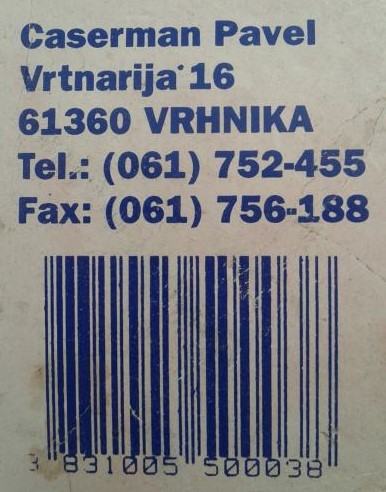 Caserman Pavel
Vrtnarija 16
61360 VRHNIKA
Tel.: (061) 752-455
Fax: (061) 756-188
3 831005 500038